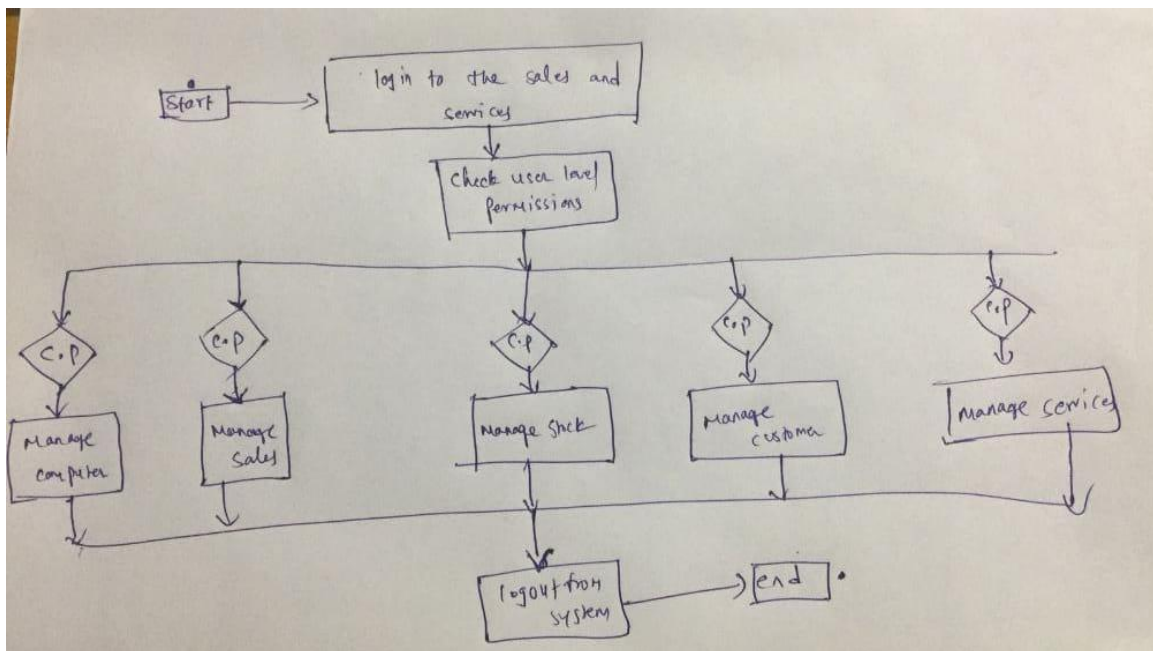 Start
login to the sales and
services
Check user level
permissions
C.P
C.P
C.P
C.P
C.P
Manage
computer
Manage
Sales
Manage Stock
Manage
customer
Manage services
logout from
system
end